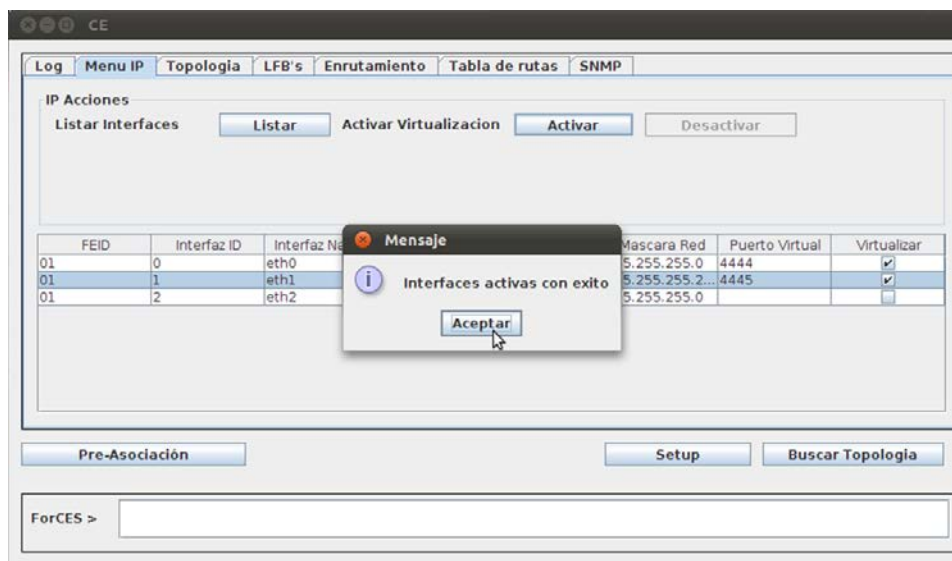 CE
Log Menu IP Topologia LFB's Enrutamiento Tabla de rutas SNMP
IP Acciones
Listar Interfaces Listar Activar Virtualizacion Activar Desactivar
FEID Interfaz ID Interfaz Mascara Red Puerto Virtual Virtualizar
01 0 eth0 5.255.255.0 4444
01 1 eth1 5.255.255.2... 4445
01 2 eth2 5.255.255.0
Mensaje
Interfaces activas con exito
Aceptar
Pre-Asociación Setup Buscar Topologia
ForCES >